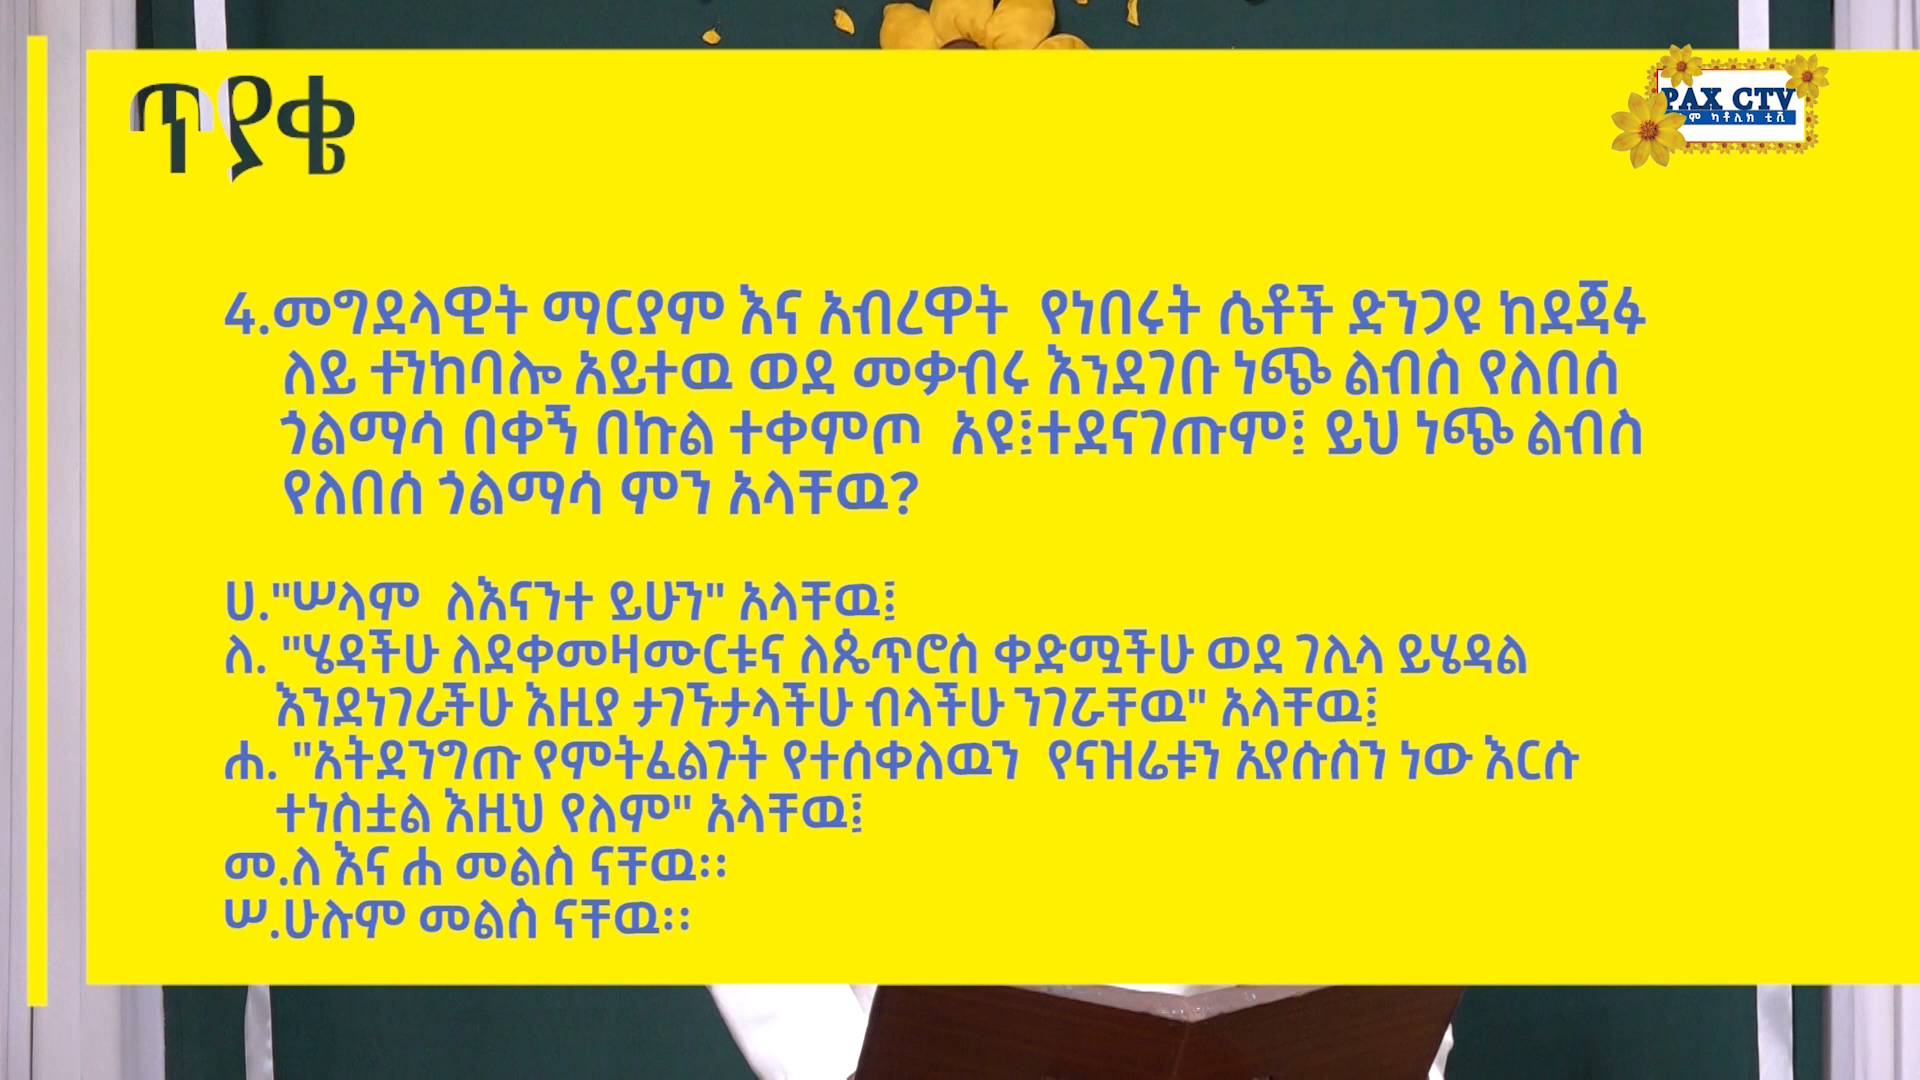 ጥያቄ
PAX CTV
ም ካቶሊክ ቲቪ
4.መግደላዊት ማርያም እና አብረዋት የነበሩት ሴቶች ድንጋዩ ከደጃፉ
ለይ ተንከባሎ አይተዉ ወደ መቃብሩ እንደገቡ ነጭ ልብስ የለበሰ
ጎልማሳ በቀኝ በኩል ተቀምጦ አዩ፤ተደናገጡም፤ ይህ ነጭ ልብስ
የለበሰ ጎልማሳ ምን አላቸዉ?
ሀ."ሠላም ለእናንተ ይሁን" አላቸዉ፤
ለ. "ሄዳችሁ ለደቀመዛሙርቱና ለጴጥሮስ ቀድሟችሁ ወደ ገሊላ ይሄዳል
እንደነገራችሁ እዚያ ታገኙታላችሁ ብላችሁ ንገሯቸዉ" አላቸዉ፤
ሐ. "አትደንግጡ የምትፈልጉት የተሰቀለዉን የናዝሬቱን ኢየሱስን ነው እርሱ
ተነስቷል እዚህ የለም" አላቸዉ፤
መ.ለ እና ሐ መልስ ናቸዉ፡፡
ሠ.ሁሉም መልስ ናቸዉ፡፡